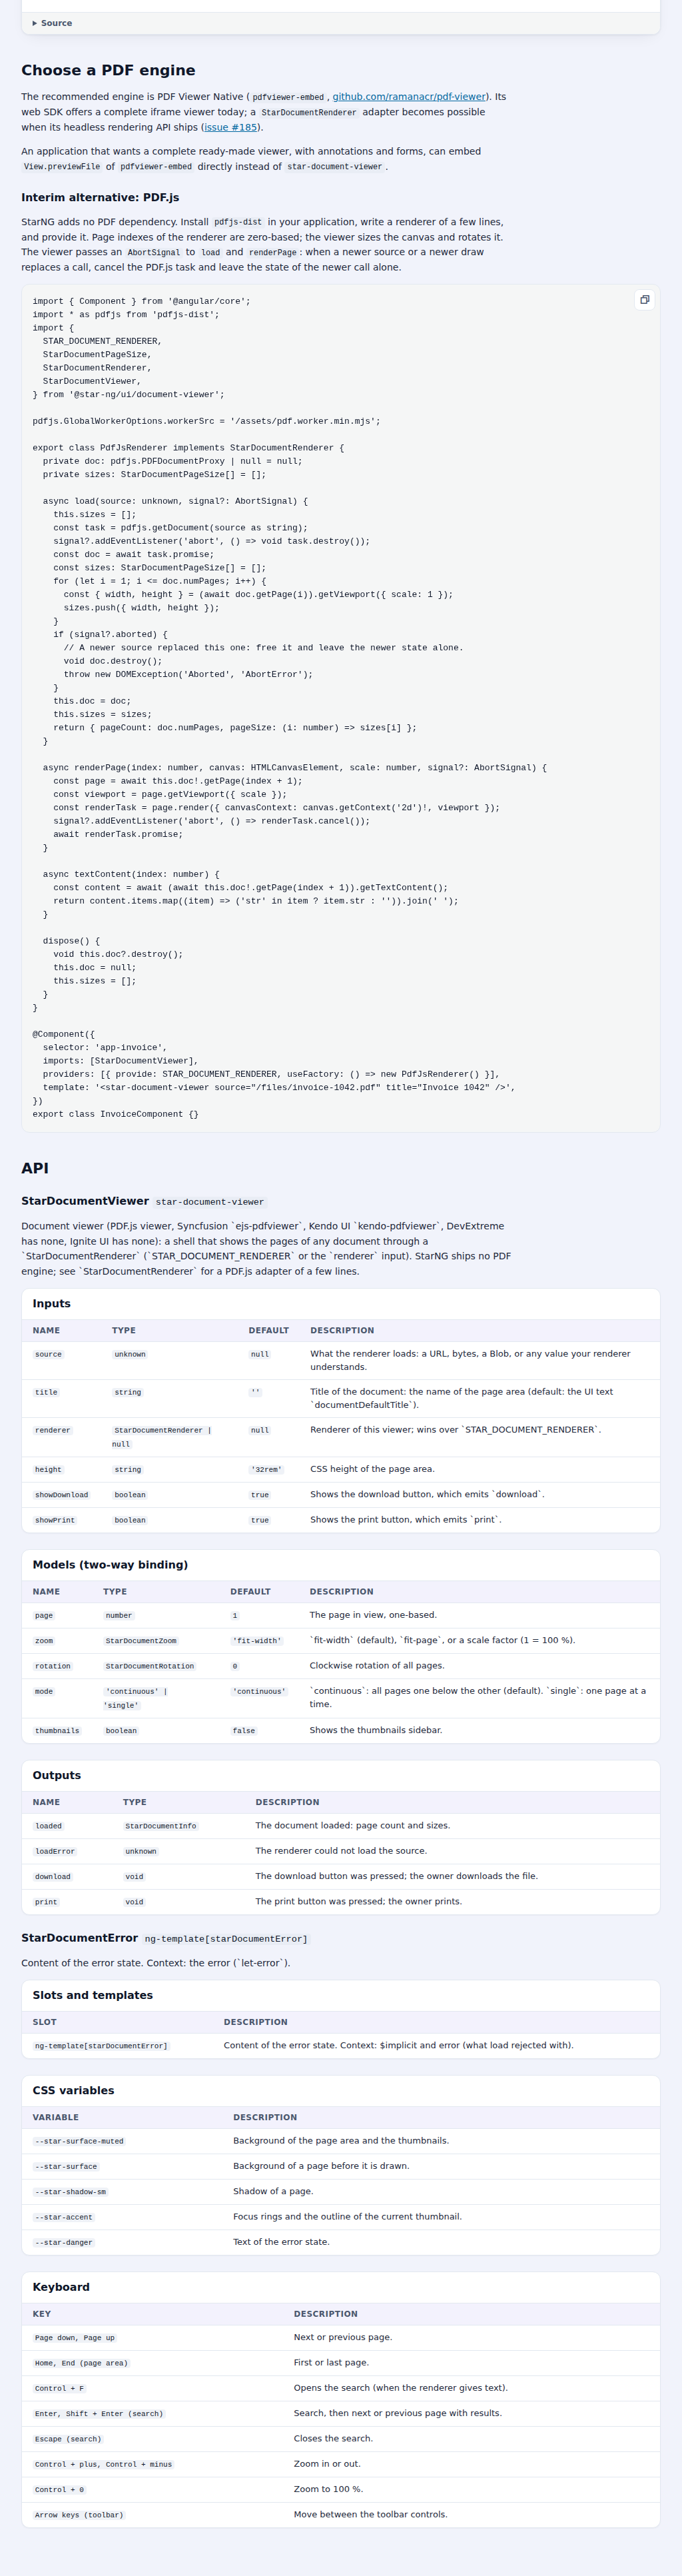 ▶ Source
Choose a PDF engine
The recommended engine is PDF Viewer Native ( pdfviewer-embed , github.com/ramanacr/pdf-viewer). Its
web SDK offers a complete iframe viewer today; a StarDocumentRenderer adapter becomes possible
when its headless rendering API ships (issue #185).
An application that wants a complete ready-made viewer, with annotations and forms, can embed
View.previewFile of pdfviewer-embed directly instead of star-document-viewer .
Interim alternative: PDF.js
StarNG adds no PDF dependency. Install pdfjs-dist in your application, write a renderer of a few lines,
and provide it. Page indexes of the renderer are zero-based; the viewer sizes the canvas and rotates it.
The viewer passes an AbortSignal to load and renderPage : when a newer source or a newer draw
replaces a call, cancel the PDF.js task and leave the state of the newer call alone.
import { Component } from '@angular/core';
import * as pdfjs from 'pdfjs-dist';
import {
  STAR_DOCUMENT_RENDERER,
  StarDocumentPageSize,
  StarDocumentRenderer,
  StarDocumentViewer,
} from '@star-ng/ui/document-viewer';
pdfjs.GlobalWorkerOptions.workerSrc = '/assets/pdf.worker.min.mjs';
export class PdfJsRenderer implements StarDocumentRenderer {
  private doc: pdfjs.PDFDocumentProxy | null = null;
  private sizes: StarDocumentPageSize[] = [];
  async load(source: unknown, signal?: AbortSignal) {
    this.sizes = [];
    const task = pdfjs.getDocument(source as string);
    signal?.addEventListener('abort', () => void task.destroy());
    const doc = await task.promise;
    const sizes: StarDocumentPageSize[] = [];
    for (let i = 1; i <= doc.numPages; i++) {
      const { width, height } = (await doc.getPage(i)).getViewport({ scale: 1 });
      sizes.push({ width, height });
    }
    if (signal?.aborted) {
      // A newer source replaced this one: free it and leave the newer state alone.
      void doc.destroy();
      throw new DOMException('Aborted', 'AbortError');
    }
    this.doc = doc;
    this.sizes = sizes;
    return { pageCount: doc.numPages, pageSize: (i: number) => sizes[i] };
  }
  async renderPage(index: number, canvas: HTMLCanvasElement, scale: number, signal?: AbortSignal) {
    const page = await this.doc!.getPage(index + 1);
    const viewport = page.getViewport({ scale });
    const renderTask = page.render({ canvasContext: canvas.getContext('2d')!, viewport });
    signal?.addEventListener('abort', () => renderTask.cancel());
    await renderTask.promise;
  }
  async textContent(index: number) {
    const content = await (await this.doc!.getPage(index + 1)).getTextContent();
    return content.items.map((item) => ('str' in item ? item.str : '')).join(' ');
  }
  dispose() {
    void this.doc?.destroy();
    this.doc = null;
    this.sizes = [];
  }
}
@Component({
  selector: 'app-invoice',
  imports: [StarDocumentViewer],
  providers: [{ provide: STAR_DOCUMENT_RENDERER, useFactory: () => new PdfJsRenderer() }],
  template: '<star-document-viewer source="/files/invoice-1042.pdf" title="Invoice 1042" />',
})
export class InvoiceComponent {}
API
StarDocumentViewer star-document-viewer
Document viewer (PDF.js viewer, Syncfusion `ejs-pdfviewer`, Kendo UI `kendo-pdfviewer`, DevExtreme
has none, Ignite UI has none): a shell that shows the pages of any document through a
`StarDocumentRenderer` (`STAR_DOCUMENT_RENDERER` or the `renderer` input). StarNG ships no PDF
engine; see `StarDocumentRenderer` for a PDF.js adapter of a few lines.
Inputs
NAME TYPE DEFAULT DESCRIPTION
source unknown null What the renderer loads: a URL, bytes, a Blob, or any value your renderer
understands.
title string '' Title of the document: the name of the page area (default: the UI text
`documentDefaultTitle`).
renderer StarDocumentRenderer | null Renderer of this viewer; wins over `STAR_DOCUMENT_RENDERER`.
null
height string '32rem' CSS height of the page area.
showDownload boolean true Shows the download button, which emits `download`.
showPrint boolean true Shows the print button, which emits `print`.
Models (two-way binding)
NAME TYPE DEFAULT DESCRIPTION
page number 1 The page in view, one-based.
zoom StarDocumentZoom 'fit-width' `fit-width` (default), `fit-page`, or a scale factor (1 = 100 %).
rotation StarDocumentRotation 0 Clockwise rotation of all pages.
mode 'continuous' | 'continuous' `continuous`: all pages one below the other (default). `single`: one page at a
'single' time.
thumbnails boolean false Shows the thumbnails sidebar.
Outputs
NAME TYPE DESCRIPTION
loaded StarDocumentInfo The document loaded: page count and sizes.
loadError unknown The renderer could not load the source.
download void The download button was pressed; the owner downloads the file.
print void The print button was pressed; the owner prints.
StarDocumentError ng-template[starDocumentError]
Content of the error state. Context: the error (`let-error`).
Slots and templates
SLOT DESCRIPTION
ng-template[starDocumentError] Content of the error state. Context: $implicit and error (what load rejected with).
CSS variables
VARIABLE DESCRIPTION
--star-surface-muted Background of the page area and the thumbnails.
--star-surface Background of a page before it is drawn.
--star-shadow-sm Shadow of a page.
--star-accent Focus rings and the outline of the current thumbnail.
--star-danger Text of the error state.
Keyboard
KEY DESCRIPTION
Page down, Page up Next or previous page.
Home, End (page area) First or last page.
Control + F Opens the search (when the renderer gives text).
Enter, Shift + Enter (search) Search, then next or previous page with results.
Escape (search) Closes the search.
Control + plus, Control + minus Zoom in or out.
Control + 0 Zoom to 100 %.
Arrow keys (toolbar) Move between the toolbar controls.